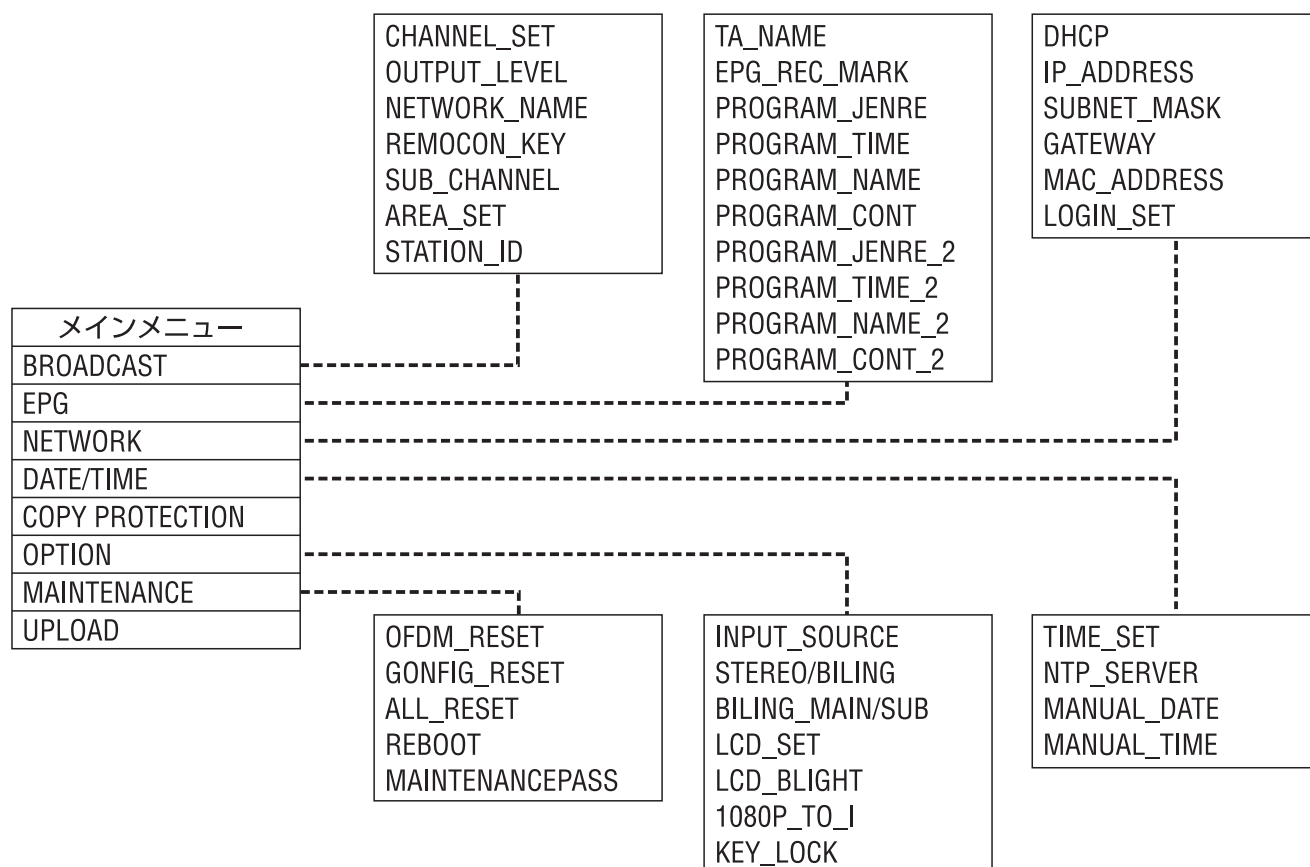 CHANNEL_SET
OUTPUT_LEVEL
NETWORK_NAME
REMOCON_KEY
SUB_CHANNEL
AREA_SET
STATION_ID
TA_NAME
EPG_REC_MARK
PROGRAM_JENRE
PROGRAM_TIME
PROGRAM_NAME
PROGRAM_CONT
PROGRAM_JENRE_2
PROGRAM_TIME_2
PROGRAM_NAME_2
PROGRAM_CONT_2
DHCP
IP_ADDRESS
SUBNET_MASK
GATEWAY
MAC_ADDRESS
LOGIN_SET
メインメニュー
BROADCAST
EPG
NETWORK
DATE/TIME
COPY PROTECTION
OPTION
MAINTENANCE
UPLOAD
OFDM_RESET
GONFIG_RESET
ALL_RESET
REBOOT
MAINTENANCEPASS
INPUT_SOURCE
STEREO/BILING
BILING_MAIN/SUB
LCD_SET
LCD_BLIGHT
1080P_TO_I
KEY_LOCK
TIME_SET
NTP_SERVER
MANUAL_DATE
MANUAL_TIME